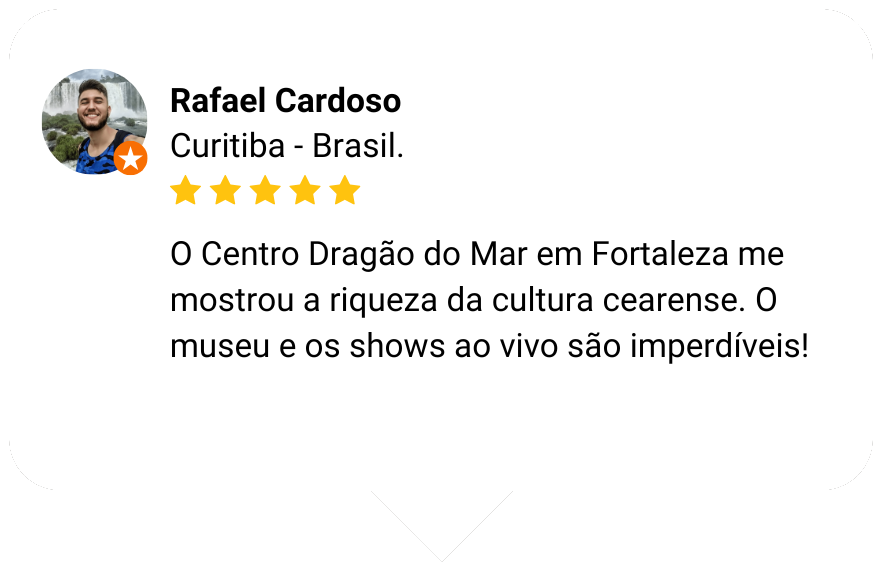 Rafael Cardoso
Curitiba - Brasil.
O Centro Dragão do Mar em Fortaleza me
mostrou a riqueza da cultura cearense. O
museu e os shows ao vivo são imperdíveis!